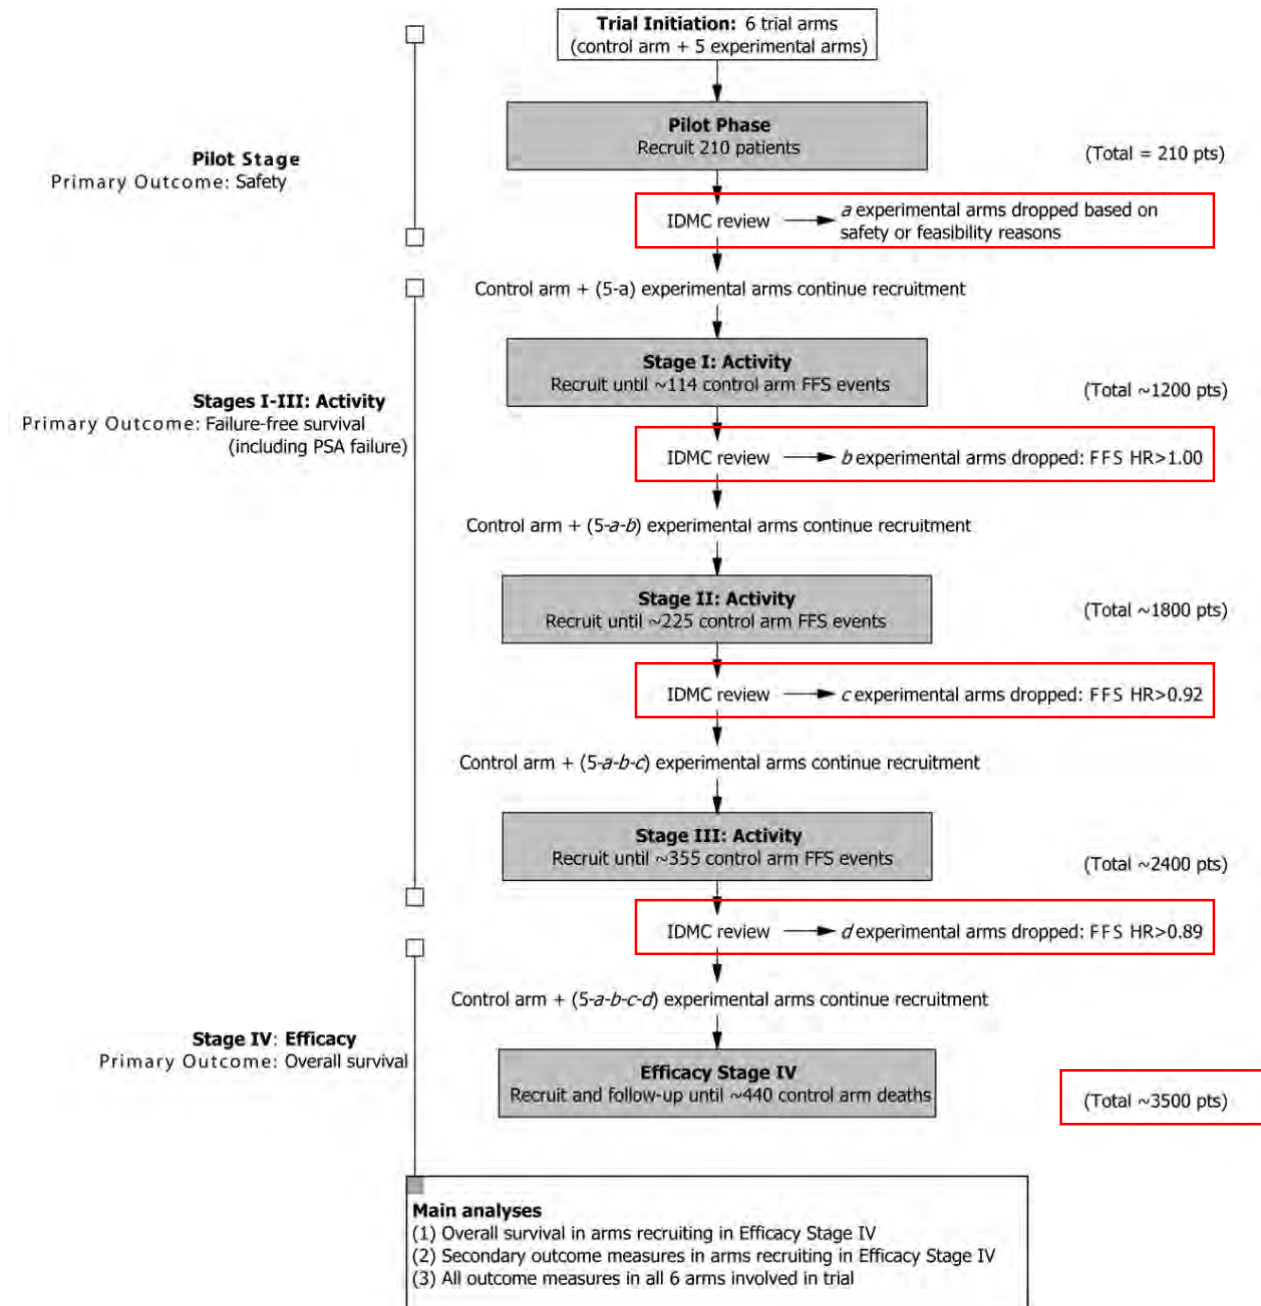 Trial Initiation: 6 trial arms
(control arm + 5 experimental arms)
Pilot Phase
Recruit 210 patients
(Total = 210 pts)
Pilot Stage
Primary Outcome: Safety
IDMC review
a experimental arms dropped based on
safety or feasibility reasons
Control arm + (5-a) experimental arms continue recruitment
Stage I: Activity
Recruit until ~114 control arm FFS events
(Total ~1200 pts)
Stages I-III: Activity
Primary Outcome: Failure-free survival
(including PSA failure)
IDMC review
b experimental arms dropped: FFS HR>1.00
Control arm + (5-a-b) experimental arms continue recruitment
Stage II: Activity
Recruit until ~225 control arm FFS events
(Total ~1800 pts)
IDMC review
c experimental arms dropped: FFS HR>0.92
Control arm + (5-a-b-c) experimental arms continue recruitment
Stage III: Activity
Recruit until ~355 control arm FFS events
(Total ~2400 pts)
IDMC review
d experimental arms dropped: FFS HR>0.89
Control arm + (5-a-b-c-d) experimental arms continue recruitment
Stage IV: Efficacy
Primary Outcome: Overall survival
Efficacy Stage IV
Recruit and follow-up until ~440 control arm deaths
(Total ~3500 pts)
Main analyses
(1) Overall survival in arms recruiting in Efficacy Stage IV
(2) Secondary outcome measures in arms recruiting in Efficacy Stage IV
(3) All outcome measures in all 6 arms involved in trial